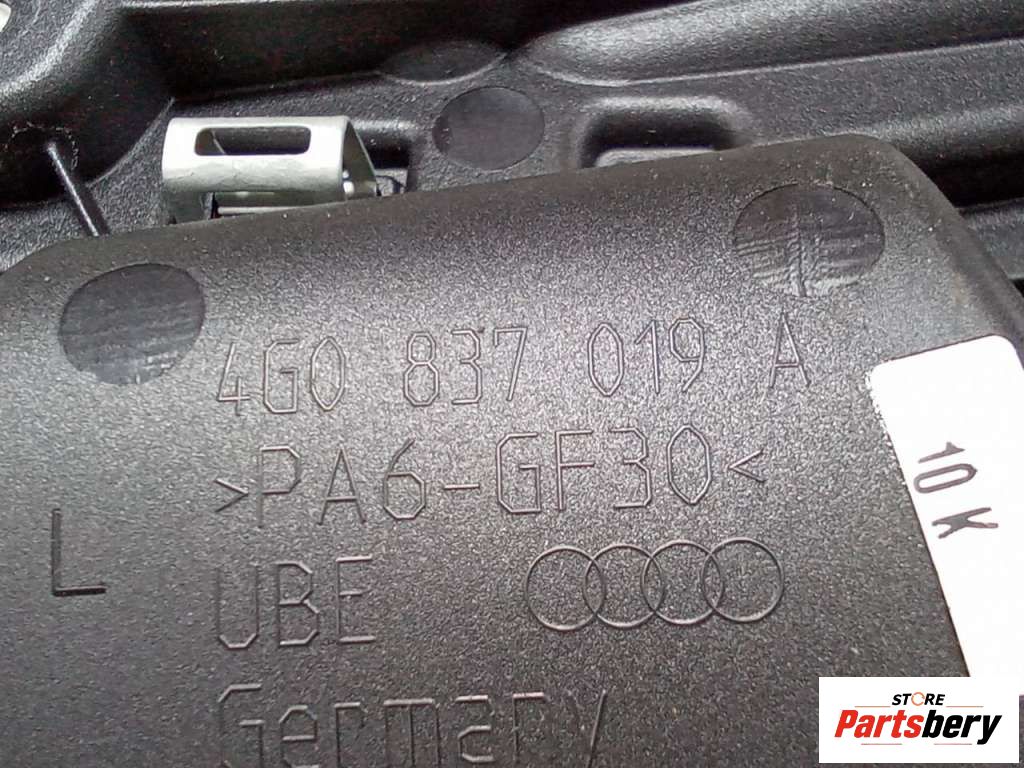 4G0 837 019 A
>PA6-GF30<
L
UBE
Germany
10 K
STORE
Partsbery